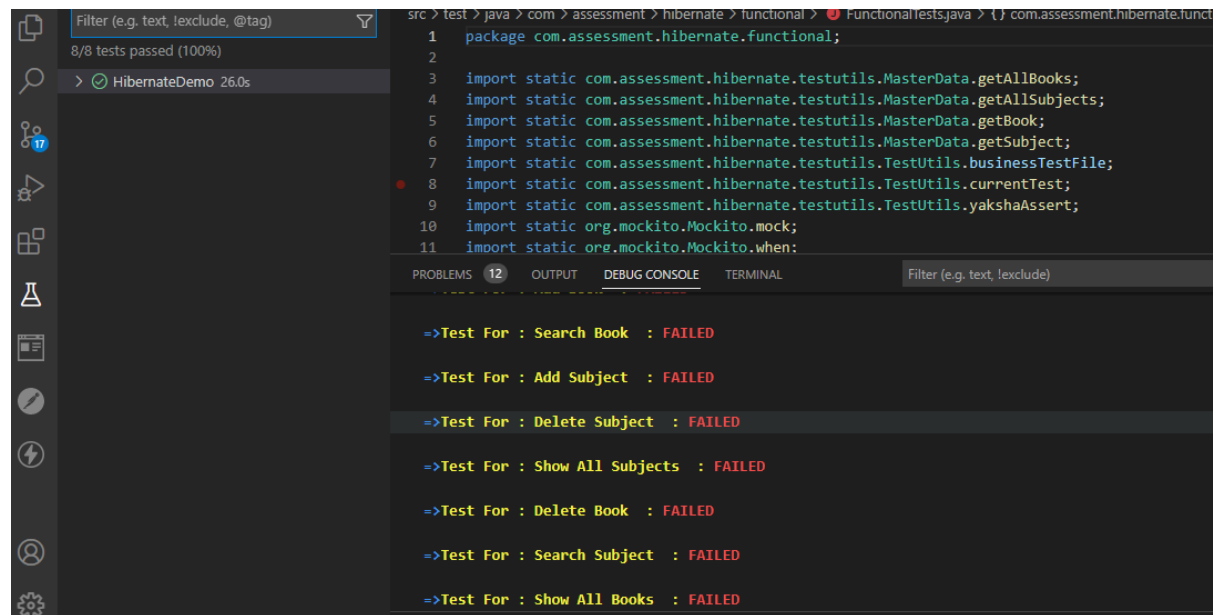 Filter (e.g. text, !exclude, @tag)
8/8 tests passed (100%)
HibernateDemo 26.0s
17
src > test > java > com > assessment > hibernate > functional > FunctionalTests.java > {} com.assessment.hibernate.funct
1 package com.assessment.hibernate.functional;
2
3 import static com.assessment.hibernate.testutils.MasterData.getAllBooks;
4 import static com.assessment.hibernate.testutils.MasterData.getAllSubjects;
5 import static com.assessment.hibernate.testutils.MasterData.getBook;
6 import static com.assessment.hibernate.testutils.MasterData.getSubject;
7 import static com.assessment.hibernate.testutils.TestUtils.businessTestFile;
8 import static com.assessment.hibernate.testutils.TestUtils.currentTest;
9 import static com.assessment.hibernate.testutils.TestUtils.yakshaAssert;
10 import static org.mockito.Mockito.mock;
11 import static org.mockito.Mockito.when;
PROBLEMS 12 OUTPUT DEBUG CONSOLE TERMINAL Filter (e.g. text, !exclude)
=>Test For : Search Book : FAILED
=>Test For : Add Subject : FAILED
=>Test For : Delete Subject : FAILED
=>Test For : Show All Subjects : FAILED
=>Test For : Delete Book : FAILED
=>Test For : Search Subject : FAILED
=>Test For : Show All Books : FAILED